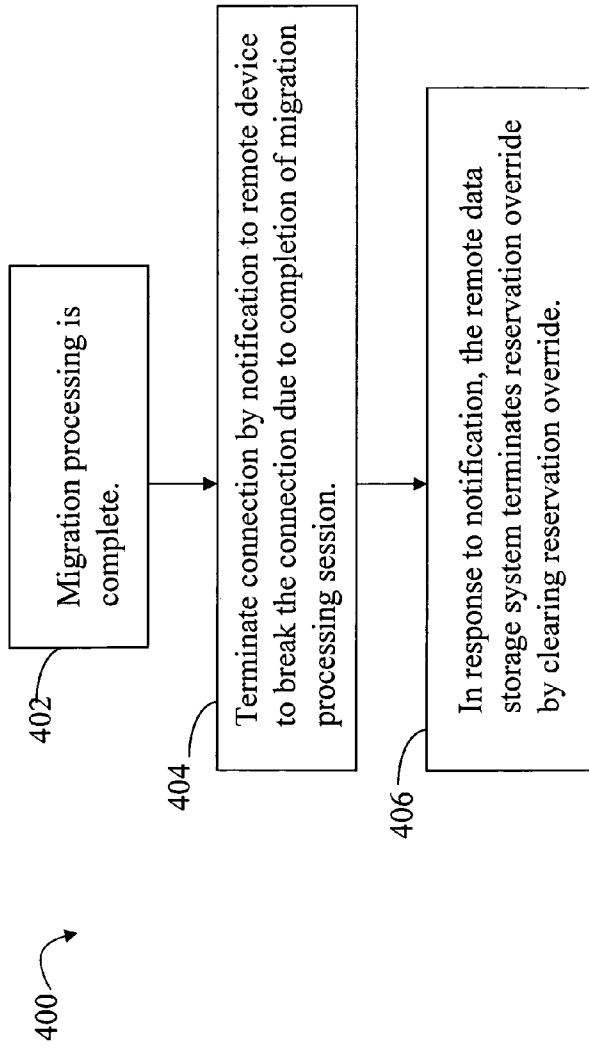 400
402
Migration processing is
complete.
404
Terminate connection by notification to remote device
to break the connection due to completion of migration
processing session.
406
In response to notification, the remote data
storage system terminates reservation override
by clearing reservation override.